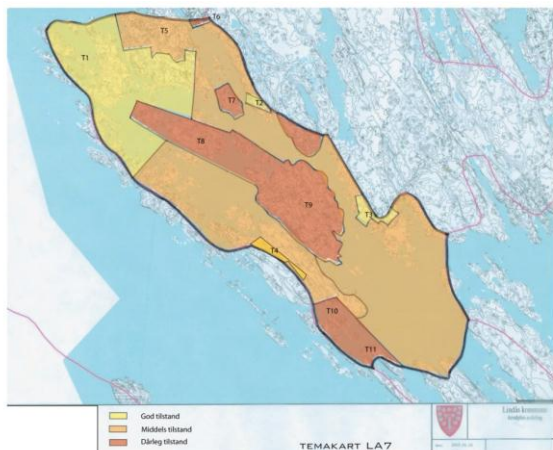 T6
T5
T1
T7
T2
T8
T9
T1
T4
T10
T11
God tilstand
Middels tilstand
Dårleg tilstand
TEMAKART LA7
Lindås kommune